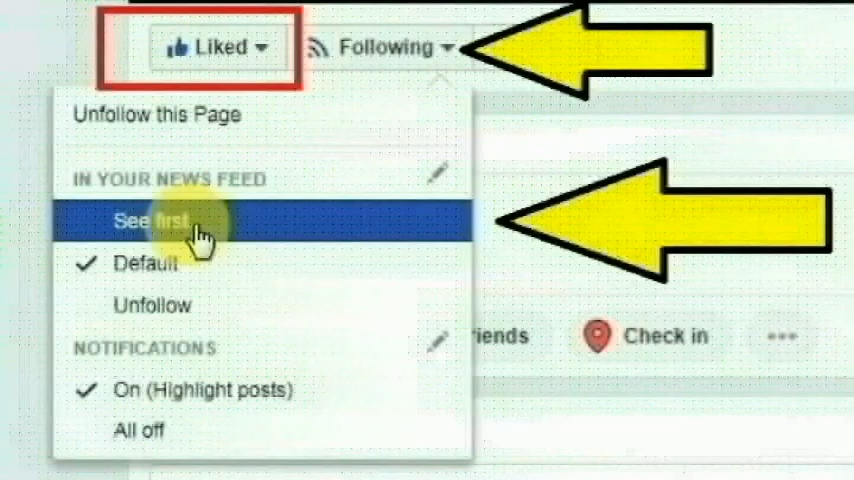 Liked Following
Unfollow this Page
IN YOUR NEWS FEED
See first
Default
Unfollow
riends Check in
NOTIFICATIONS
On (Highlight posts)
All off